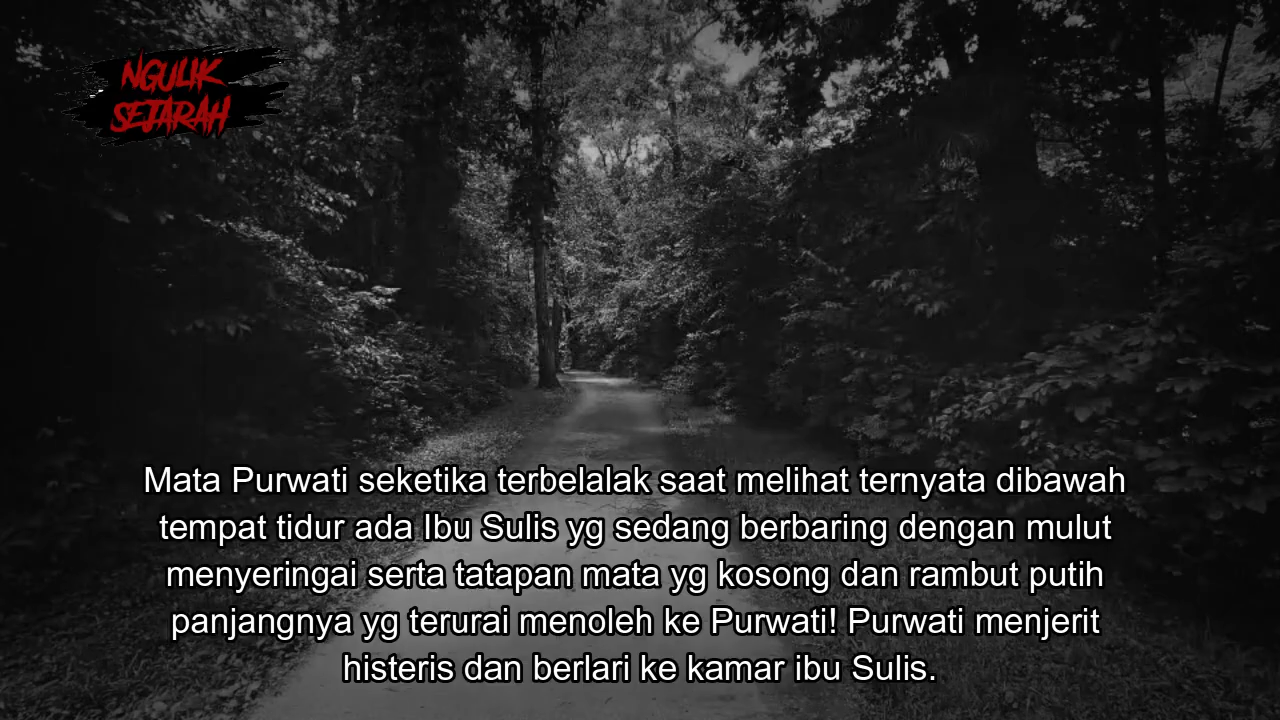 NGULIK
SEJARAH
Mata Purwati seketika terbelalak saat melihat ternyata dibawah
tempat tidur ada Ibu Sulis yg sedang berbaring dengan mulut
menyeringai serta tatapan mata yg kosong dan rambut putih
panjangnya yg terurai menoleh ke Purwati! Purwati menjerit
histeris dan berlari ke kamar ibu Sulis.